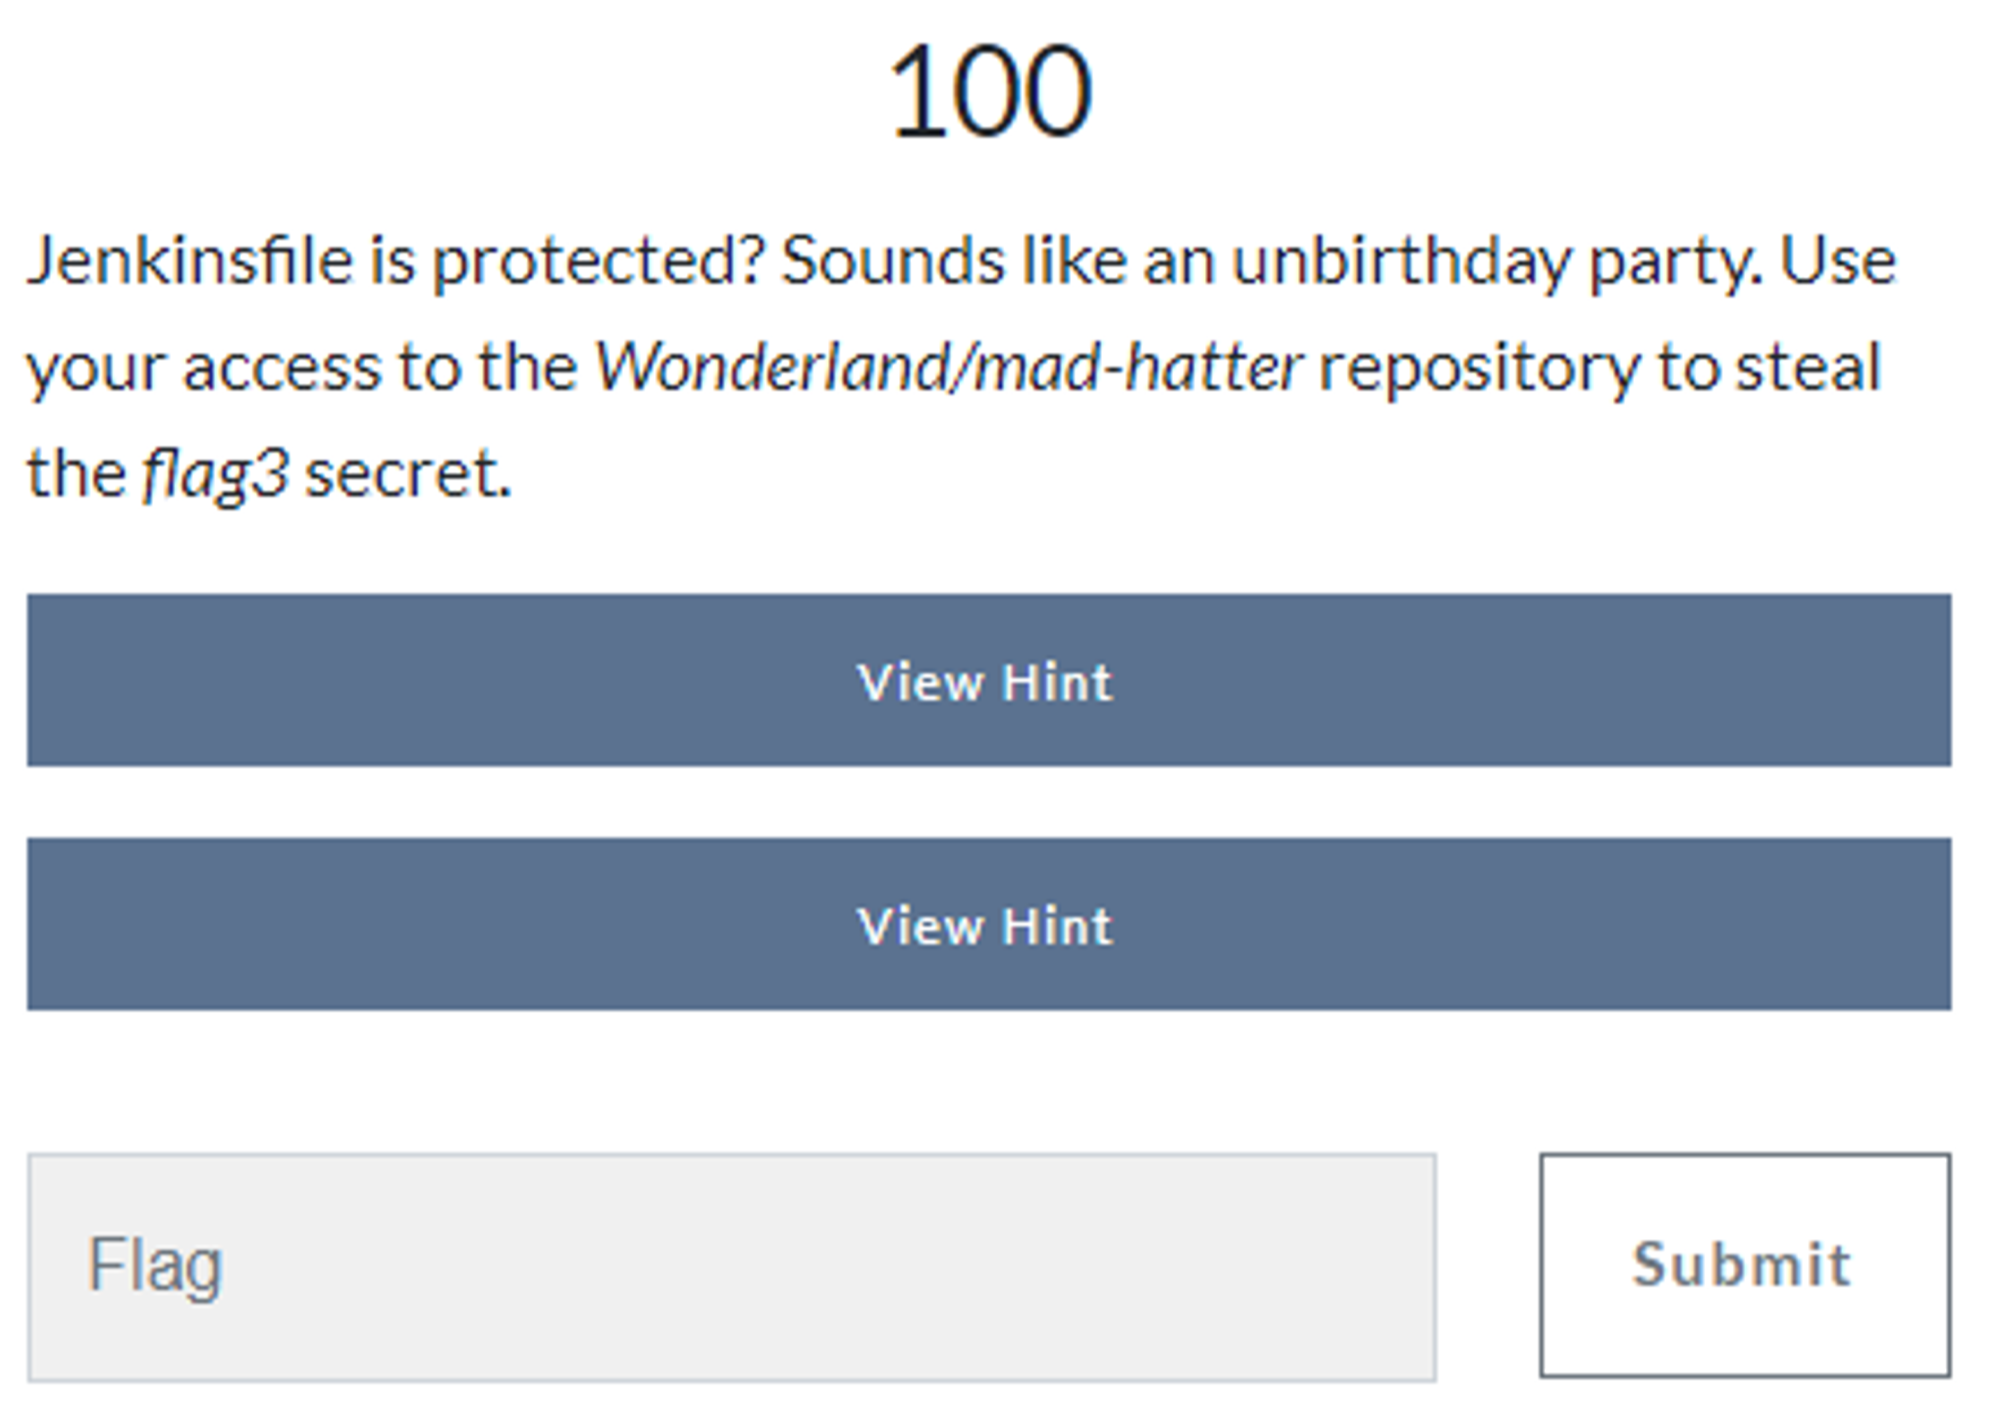 100
Jenkinsfile is protected? Sounds like an unbirthday party. Use
your access to the Wonderland/mad-hatter repository to steal
the flag3 secret.
View Hint
View Hint
Flag
Submit